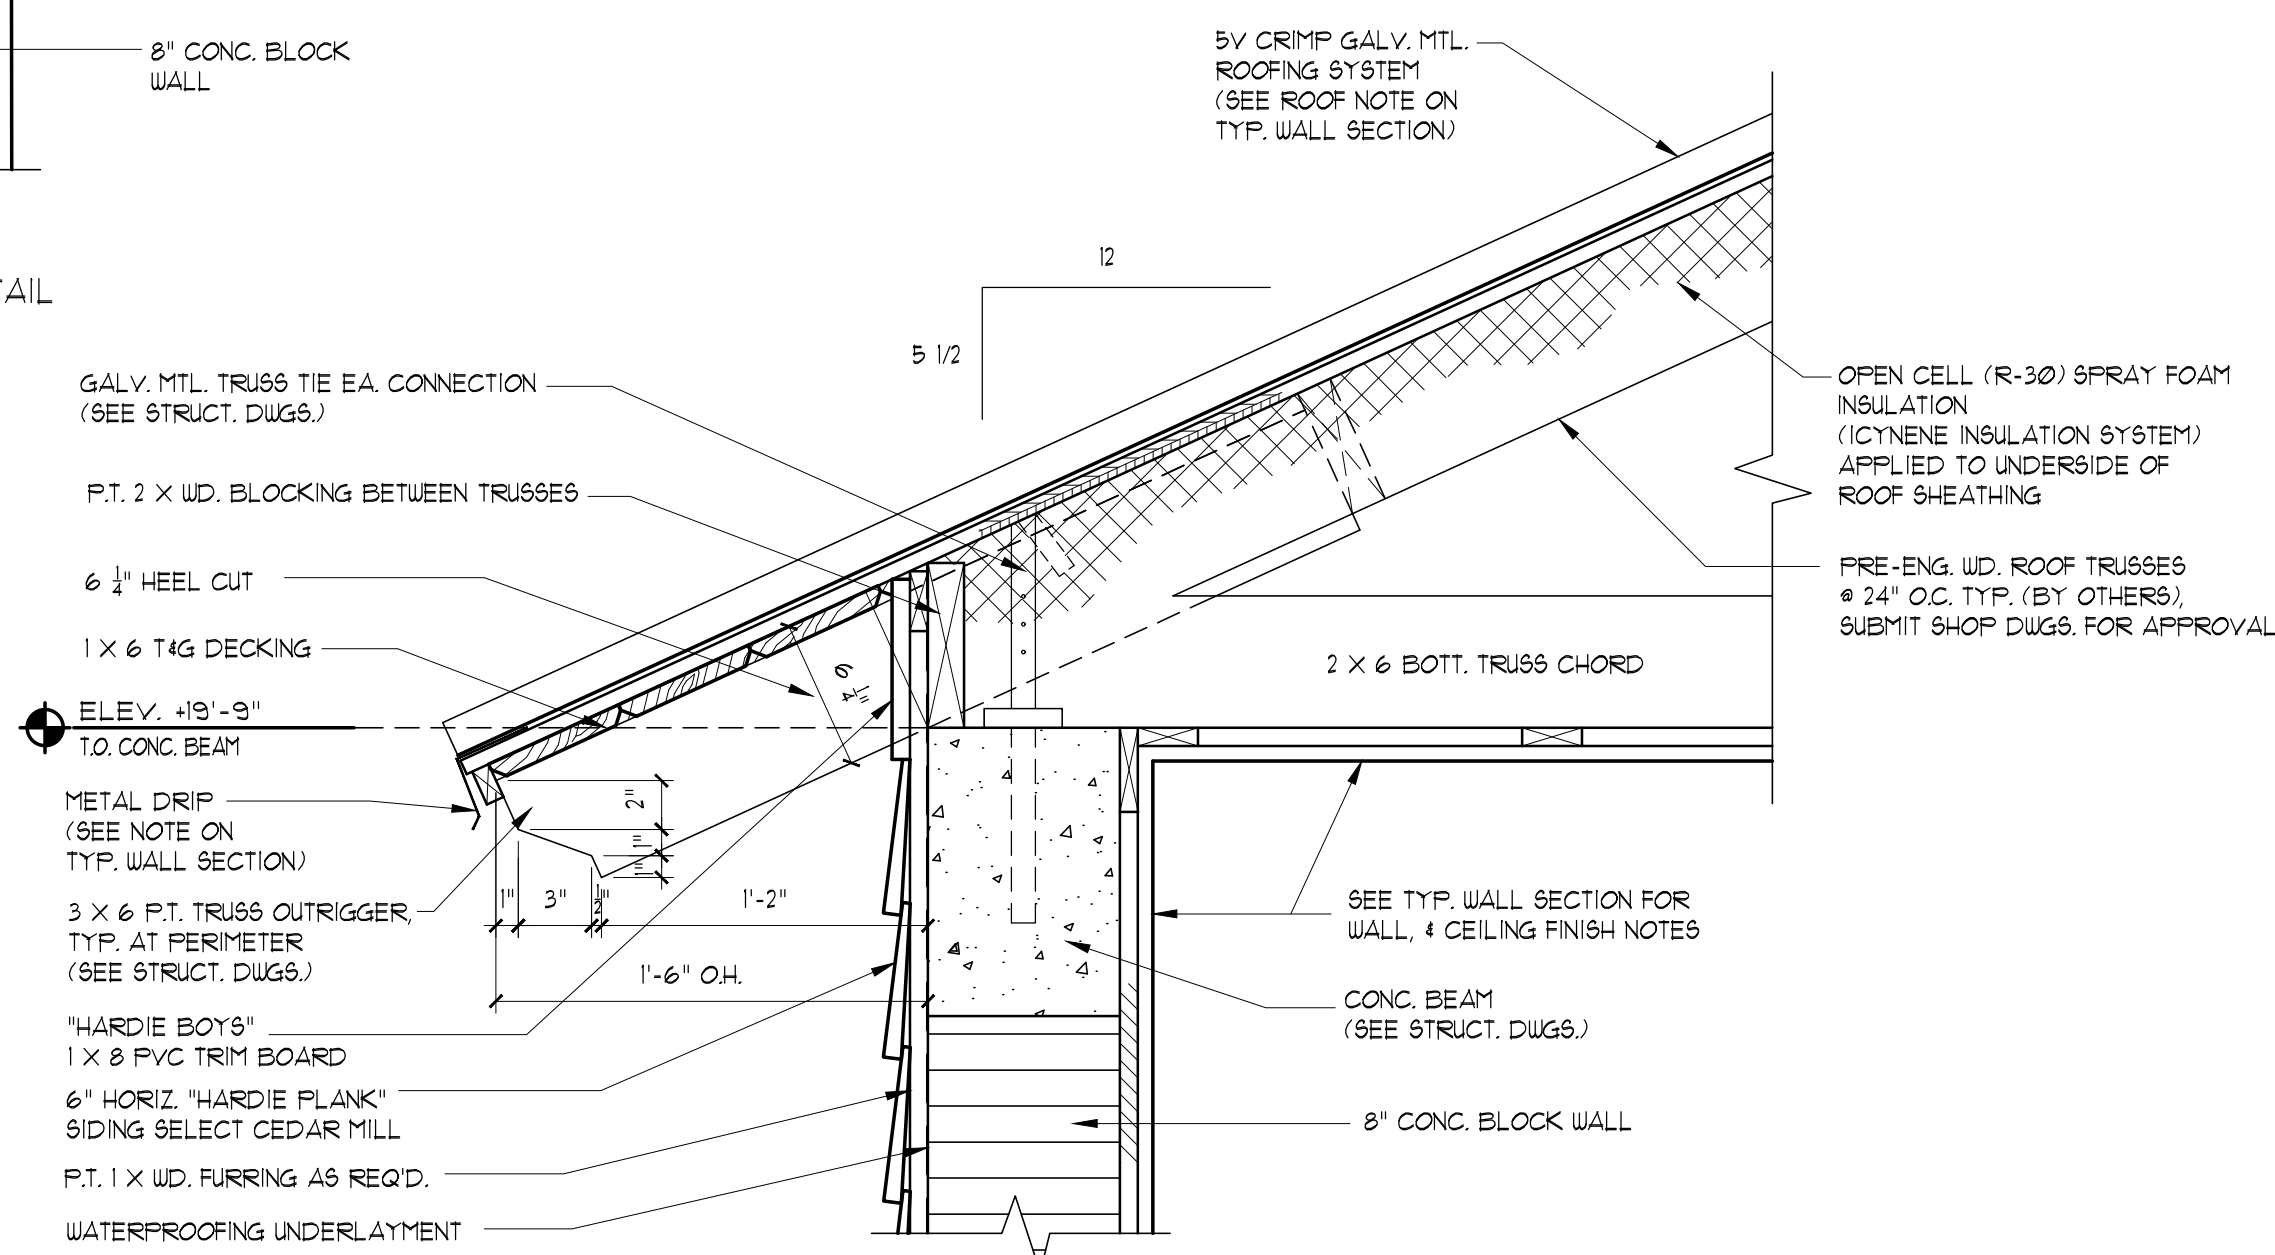 8" CONC. BLOCK
WALL
5V CRIMP GALV. MTL.
ROOFING SYSTEM
(SEE ROOF NOTE ON
TYP. WALL SECTION)
12
5 1/2
TAIL
GALV. MTL. TRUSS TIE EA. CONNECTION
(SEE STRUCT. DWGS.)
P.T. 2 X WD. BLOCKING BETWEEN TRUSSES
6 1/4" HEEL CUT
1 X 6 T&G DECKING
ELEV. +19'-9"
T.O. CONC. BEAM
METAL DRIP
(SEE NOTE ON
TYP. WALL SECTION)
3 X 6 P.T. TRUSS OUTRIGGER,
TYP. AT PERIMETER
(SEE STRUCT. DWGS.)
"HARDIE BOYS"
1 X 8 PVC TRIM BOARD
6" HORIZ. "HARDIE PLANK"
SIDING SELECT CEDAR MILL
P.T. 1 X WD. FURRING AS REQ'D.
WATERPROOFING UNDERLAYMENT
6 1/4"
2"
1"
1"
1"
3"
1/2"
1'-2"
1'-6" O.H.
OPEN CELL (R-30) SPRAY FOAM
INSULATION
(ICYNENE INSULATION SYSTEM)
APPLIED TO UNDERSIDE OF
ROOF SHEATHING
PRE-ENG. WD. ROOF TRUSSES
@ 24" O.C. TYP. (BY OTHERS),
SUBMIT SHOP DWGS. FOR APPROVAL
2 X 6 BOTT. TRUSS CHORD
SEE TYP. WALL SECTION FOR
WALL, & CEILING FINISH NOTES
CONC. BEAM
(SEE STRUCT. DWGS.)
8" CONC. BLOCK WALL